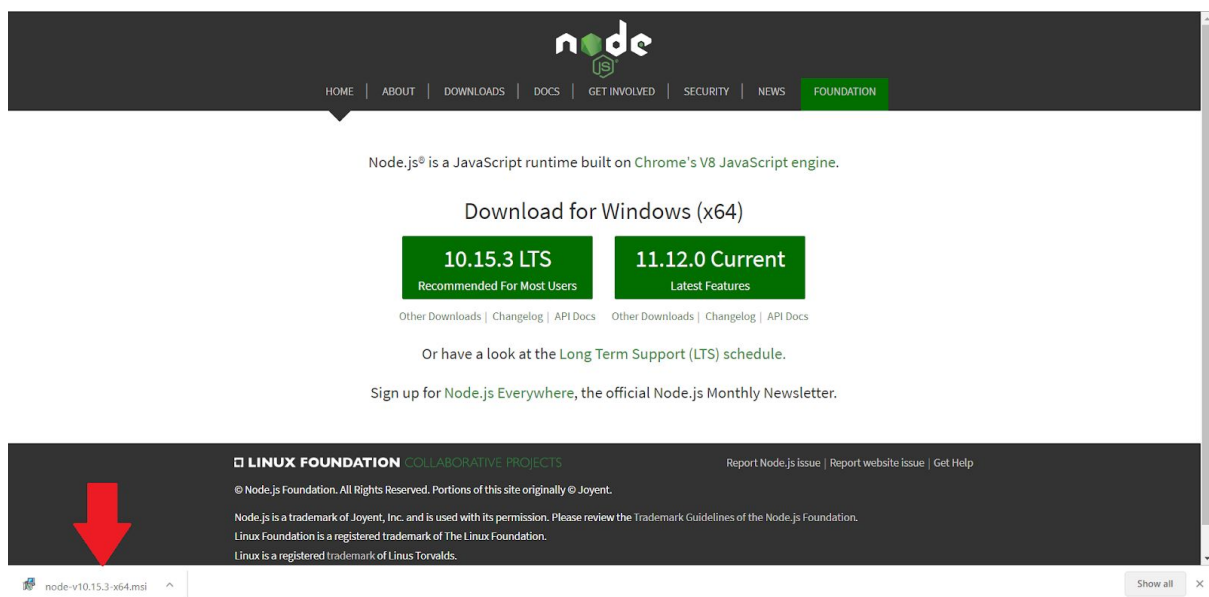 node
JS
HOME | ABOUT | DOWNLOADS | DOCS | GET INVOLVED | SECURITY | NEWS FOUNDATION
Node.js® is a JavaScript runtime built on Chrome's V8 JavaScript engine.
Download for Windows (x64)
10.15.3 LTS
Recommended For Most Users
11.12.0 Current
Latest Features
Other Downloads | Changelog | API Docs
Other Downloads | Changelog | API Docs
Or have a look at the Long Term Support (LTS) schedule.
Sign up for Node.js Everywhere, the official Node.js Monthly Newsletter.
LINUX FOUNDATION COLLABORATIVE PROJECTS
Report Node.js issue | Report website issue | Get Help
© Node.js Foundation. All Rights Reserved. Portions of this site originally © Joyent.
Node.js is a trademark of Joyent, Inc. and is used with its permission. Please review the Trademark Guidelines of the Node.js Foundation.
Linux Foundation is a registered trademark of The Linux Foundation.
Linux is a registered trademark of Linus Torvalds.
node-v10.15.3-x64.msi
Show all